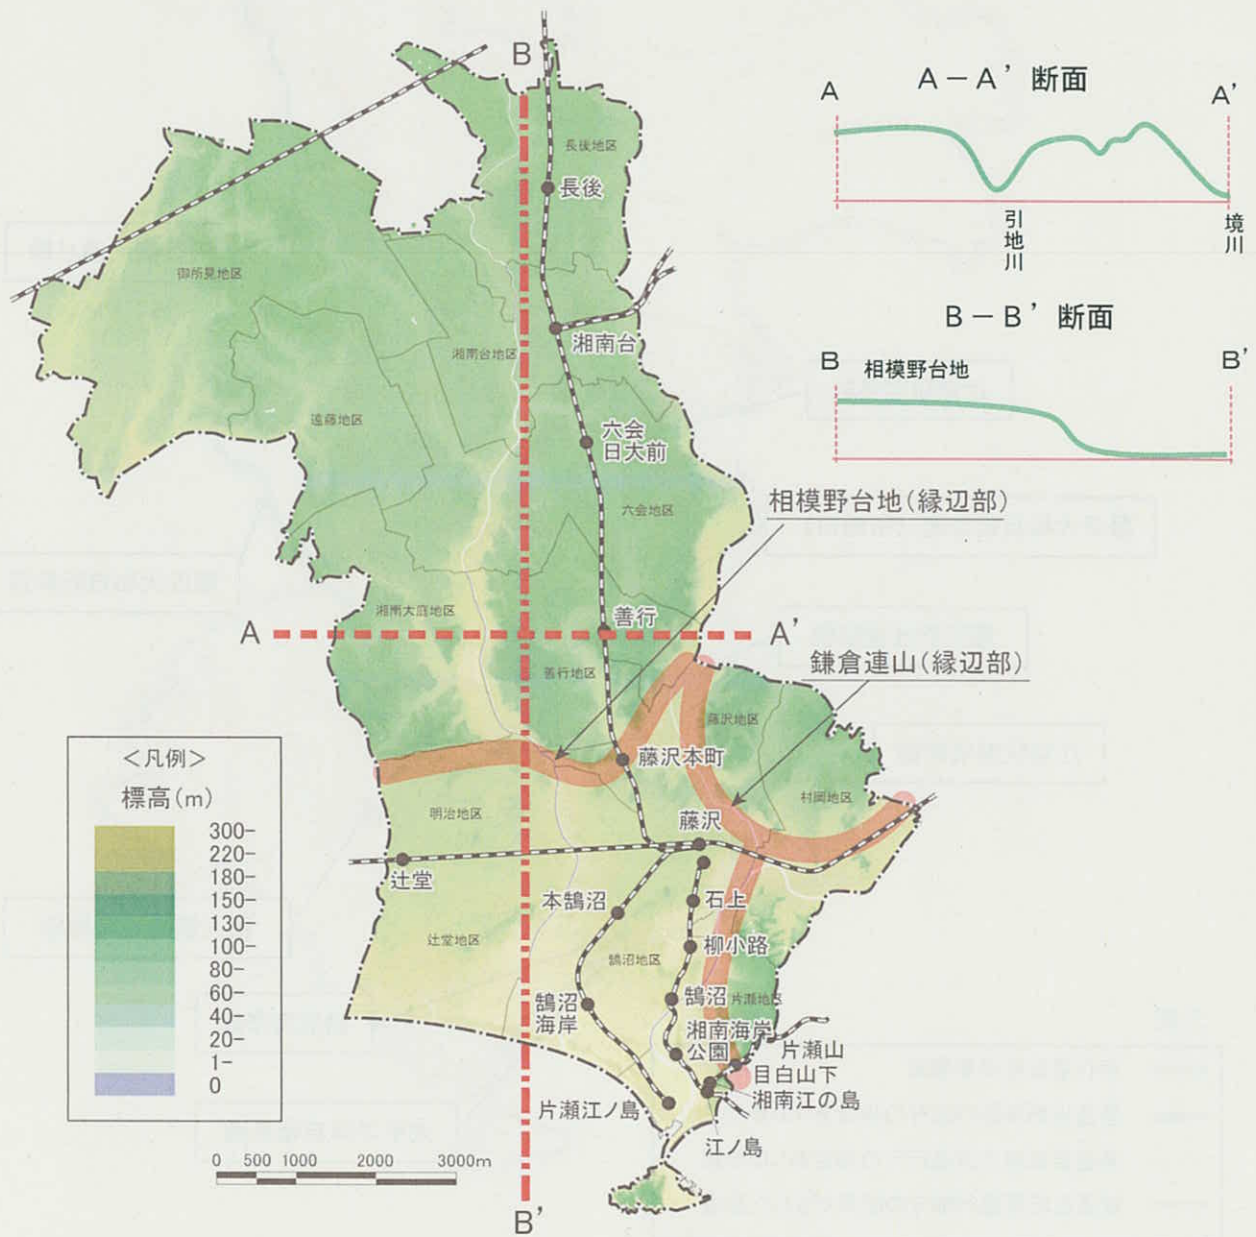 B
A－A’ 断面
A
A’
引地川
境川
B－B’ 断面
B
相模野台地
B’
長後地区
長後
御所見地区
湘南台地区
湘南台
遠藤地区
六会
日大前
六会地区
相模野台地(縁辺部)
湘南大庭地区
善行
A
A’
善行地区
鎌倉連山(縁辺部)
藤沢地区
藤沢本町
村岡地区
明治地区
藤沢
辻堂
本鵠沼
石上
辻堂地区
柳小路
鵠沼地区
鵠沼
片瀬地区
鵠沼
海岸
湘南海岸
公園
片瀬山
目白山下
湘南江の島
片瀬江ノ島
江ノ島
B’
＜凡例＞
標高(m)
300-
220-
180-
150-
130-
100-
80-
60-
40-
20-
1-
0
0 500 1000 2000 3000m